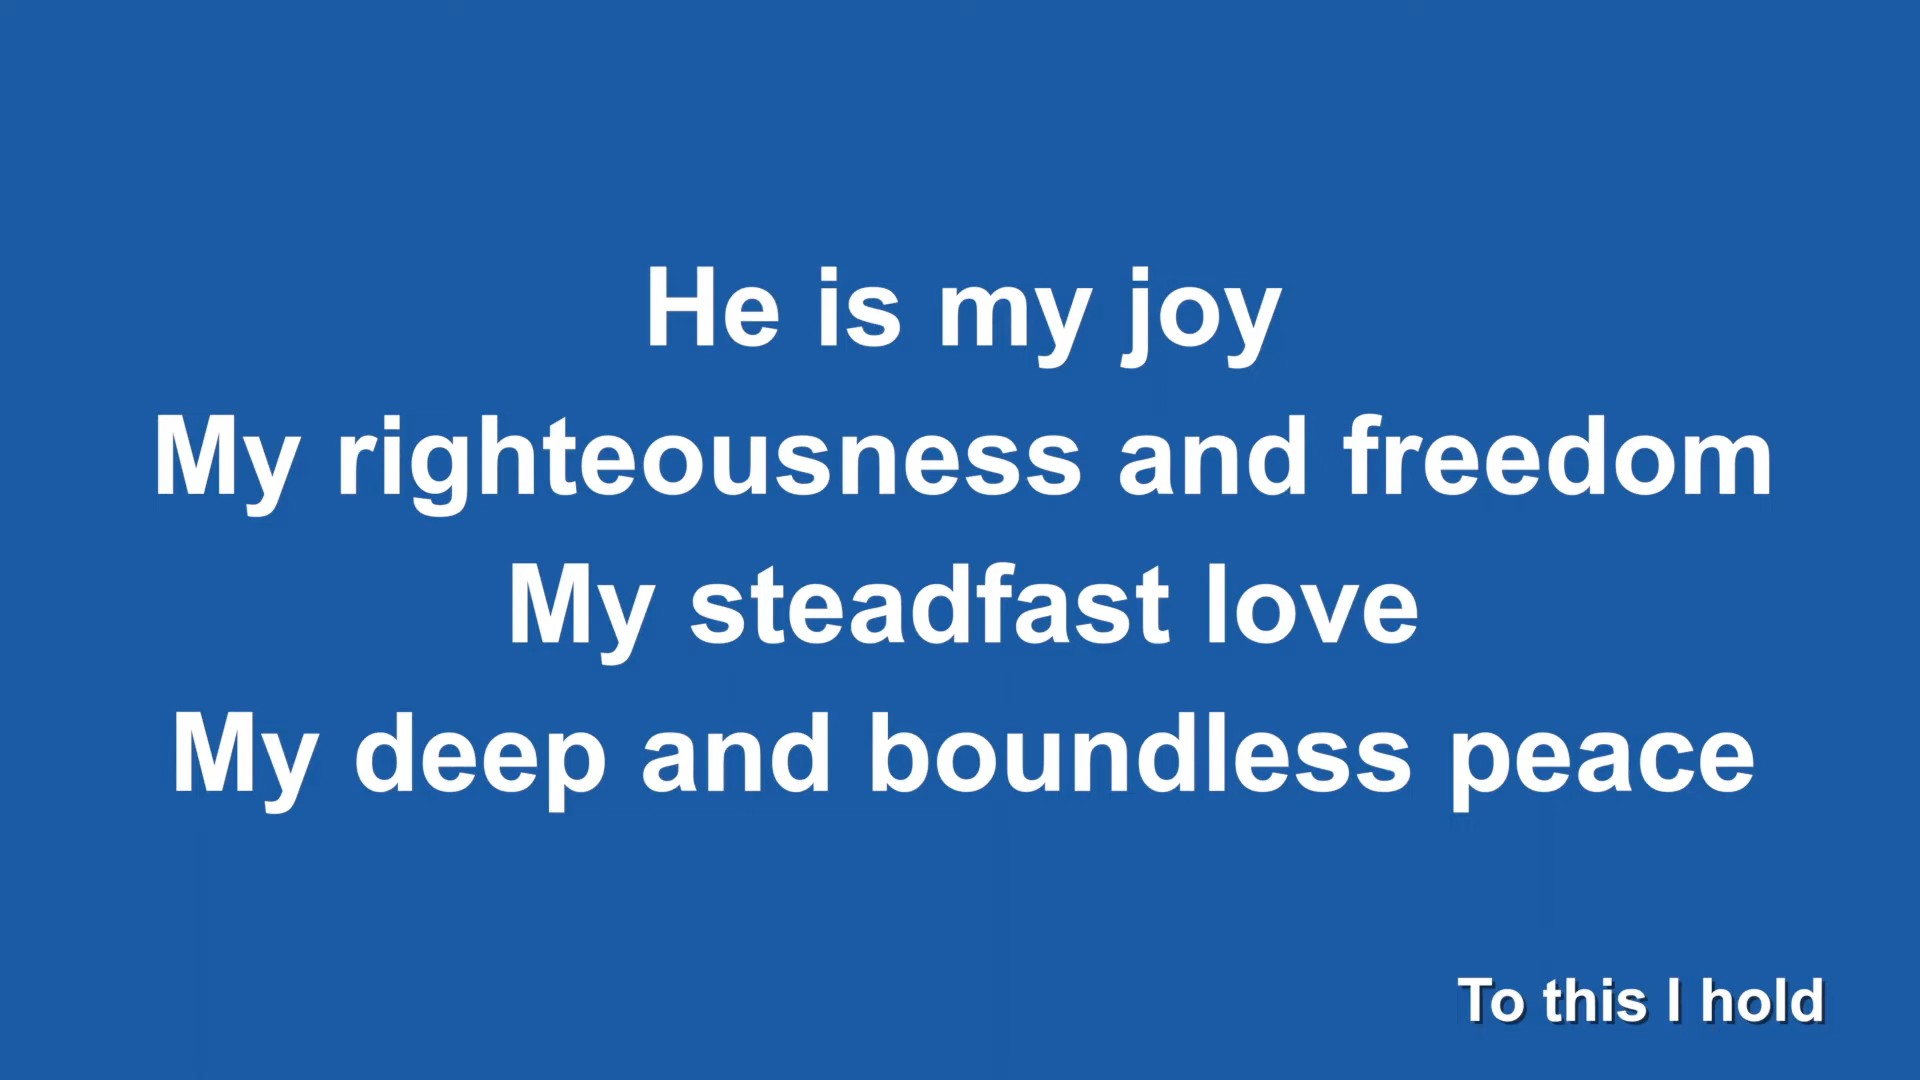 He is my joy
My righteousness and freedom
My steadfast love
My deep and boundless peace
To this I hold